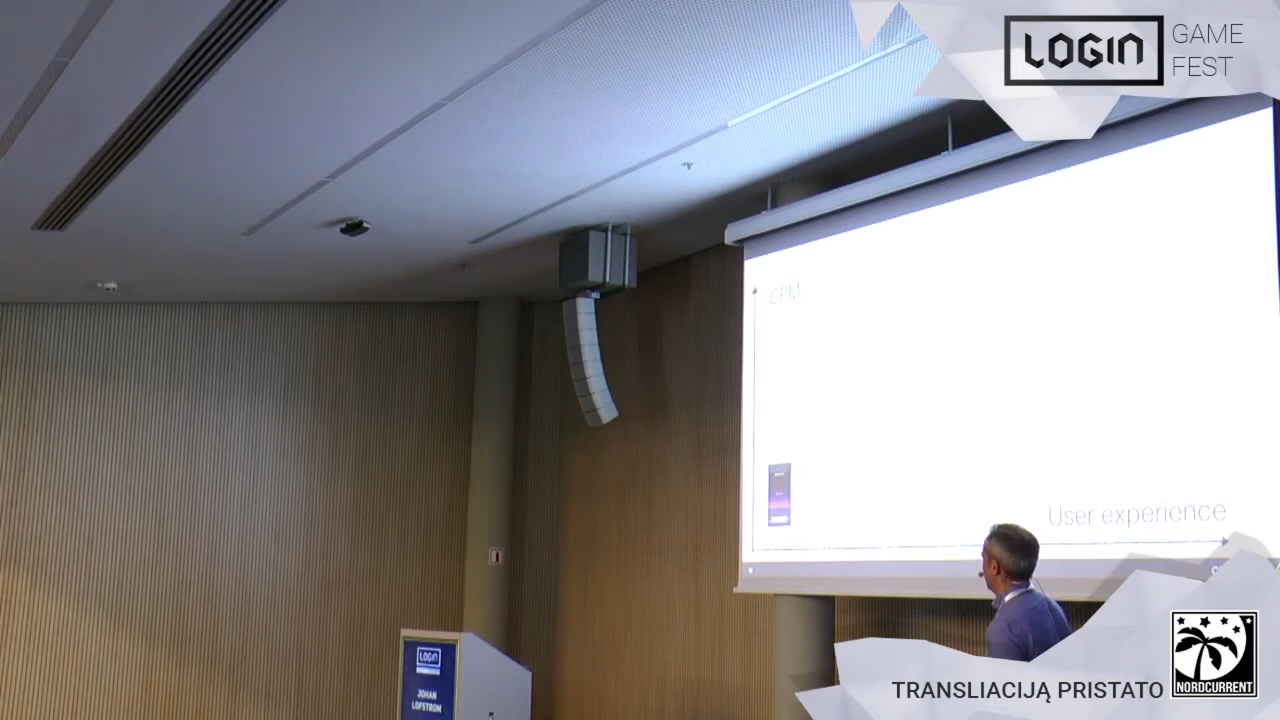 LOGIN
GAME
FEST
CPM
User experience
LOGIN
JOHAN
LOFSTROM
TRANSLIACIJĄ PRISTATO
NORDCURRENT